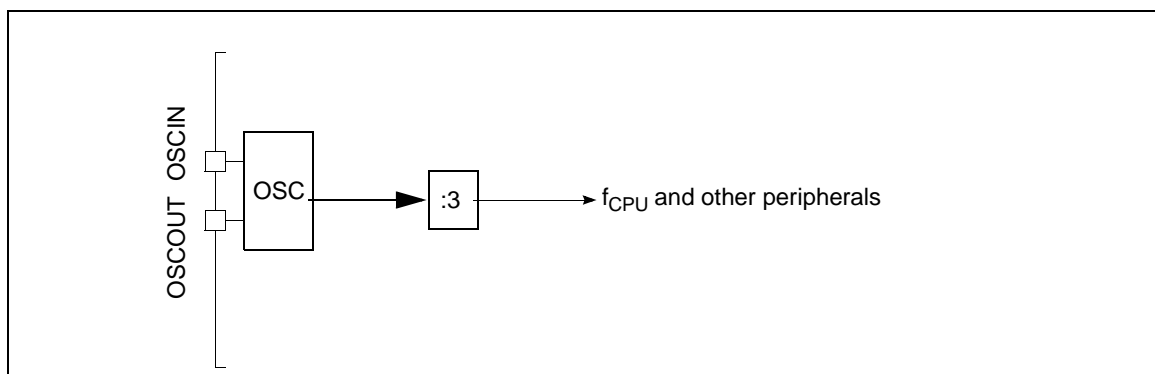 OSCIN
OSCOUT
OSC
:3
fCPU and other peripherals